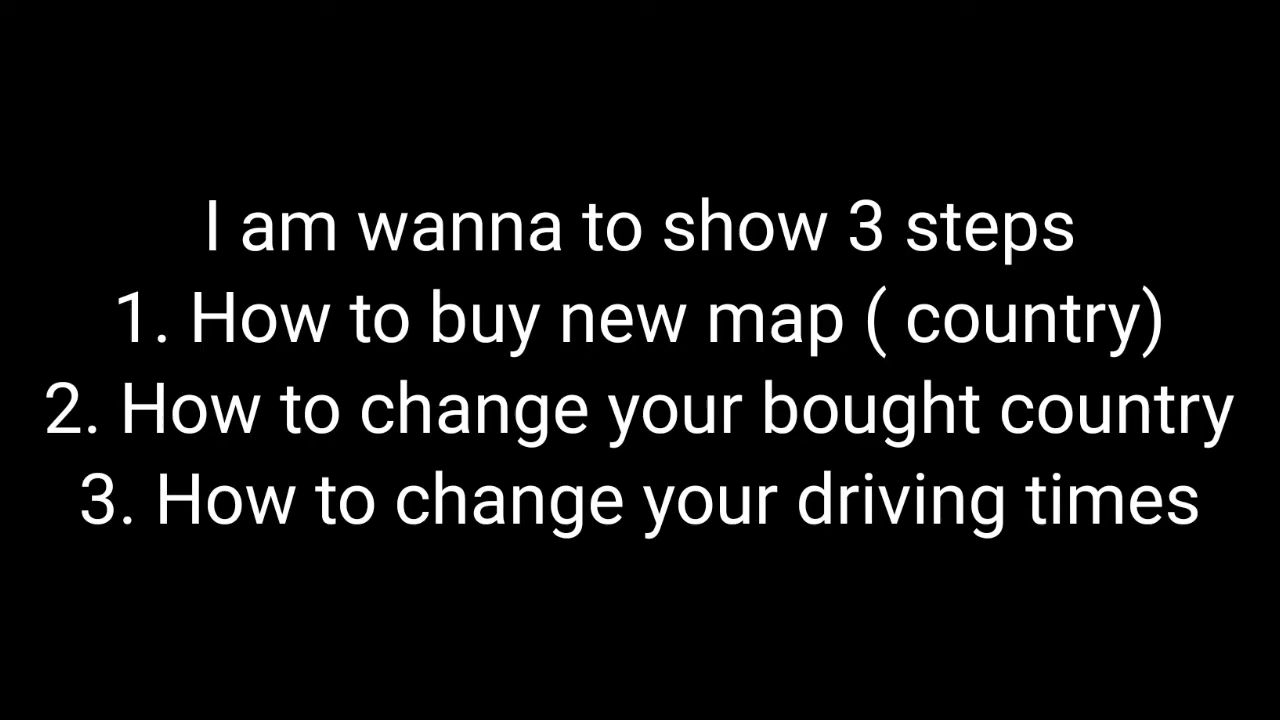 I am wanna to show 3 steps
1. How to buy new map ( country)
2. How to change your bought country
3. How to change your driving times